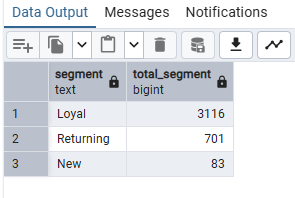 Data Output Messages Notifications
segment total_segment
text bigint
1 Loyal 3116
2 Returning 701
3 New 83